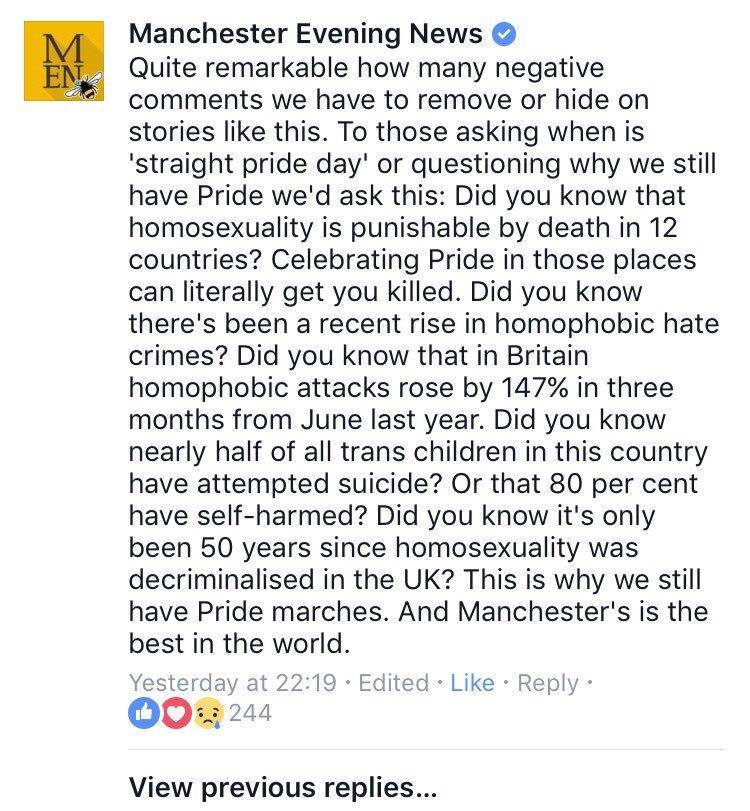 M
EN
Manchester Evening News
Quite remarkable how many negative
comments we have to remove or hide on
stories like this. To those asking when is
'straight pride day' or questioning why we still
have Pride we'd ask this: Did you know that
homosexuality is punishable by death in 12
countries? Celebrating Pride in those places
can literally get you killed. Did you know
there's been a recent rise in homophobic hate
crimes? Did you know that in Britain
homophobic attacks rose by 147% in three
months from June last year. Did you know
nearly half of all trans children in this country
have attempted suicide? Or that 80 per cent
have self-harmed? Did you know it's only
been 50 years since homosexuality was
decriminalised in the UK? This is why we still
have Pride marches. And Manchester's is the
best in the world.
Yesterday at 22:19 · Edited · Like · Reply ·
244
View previous replies...